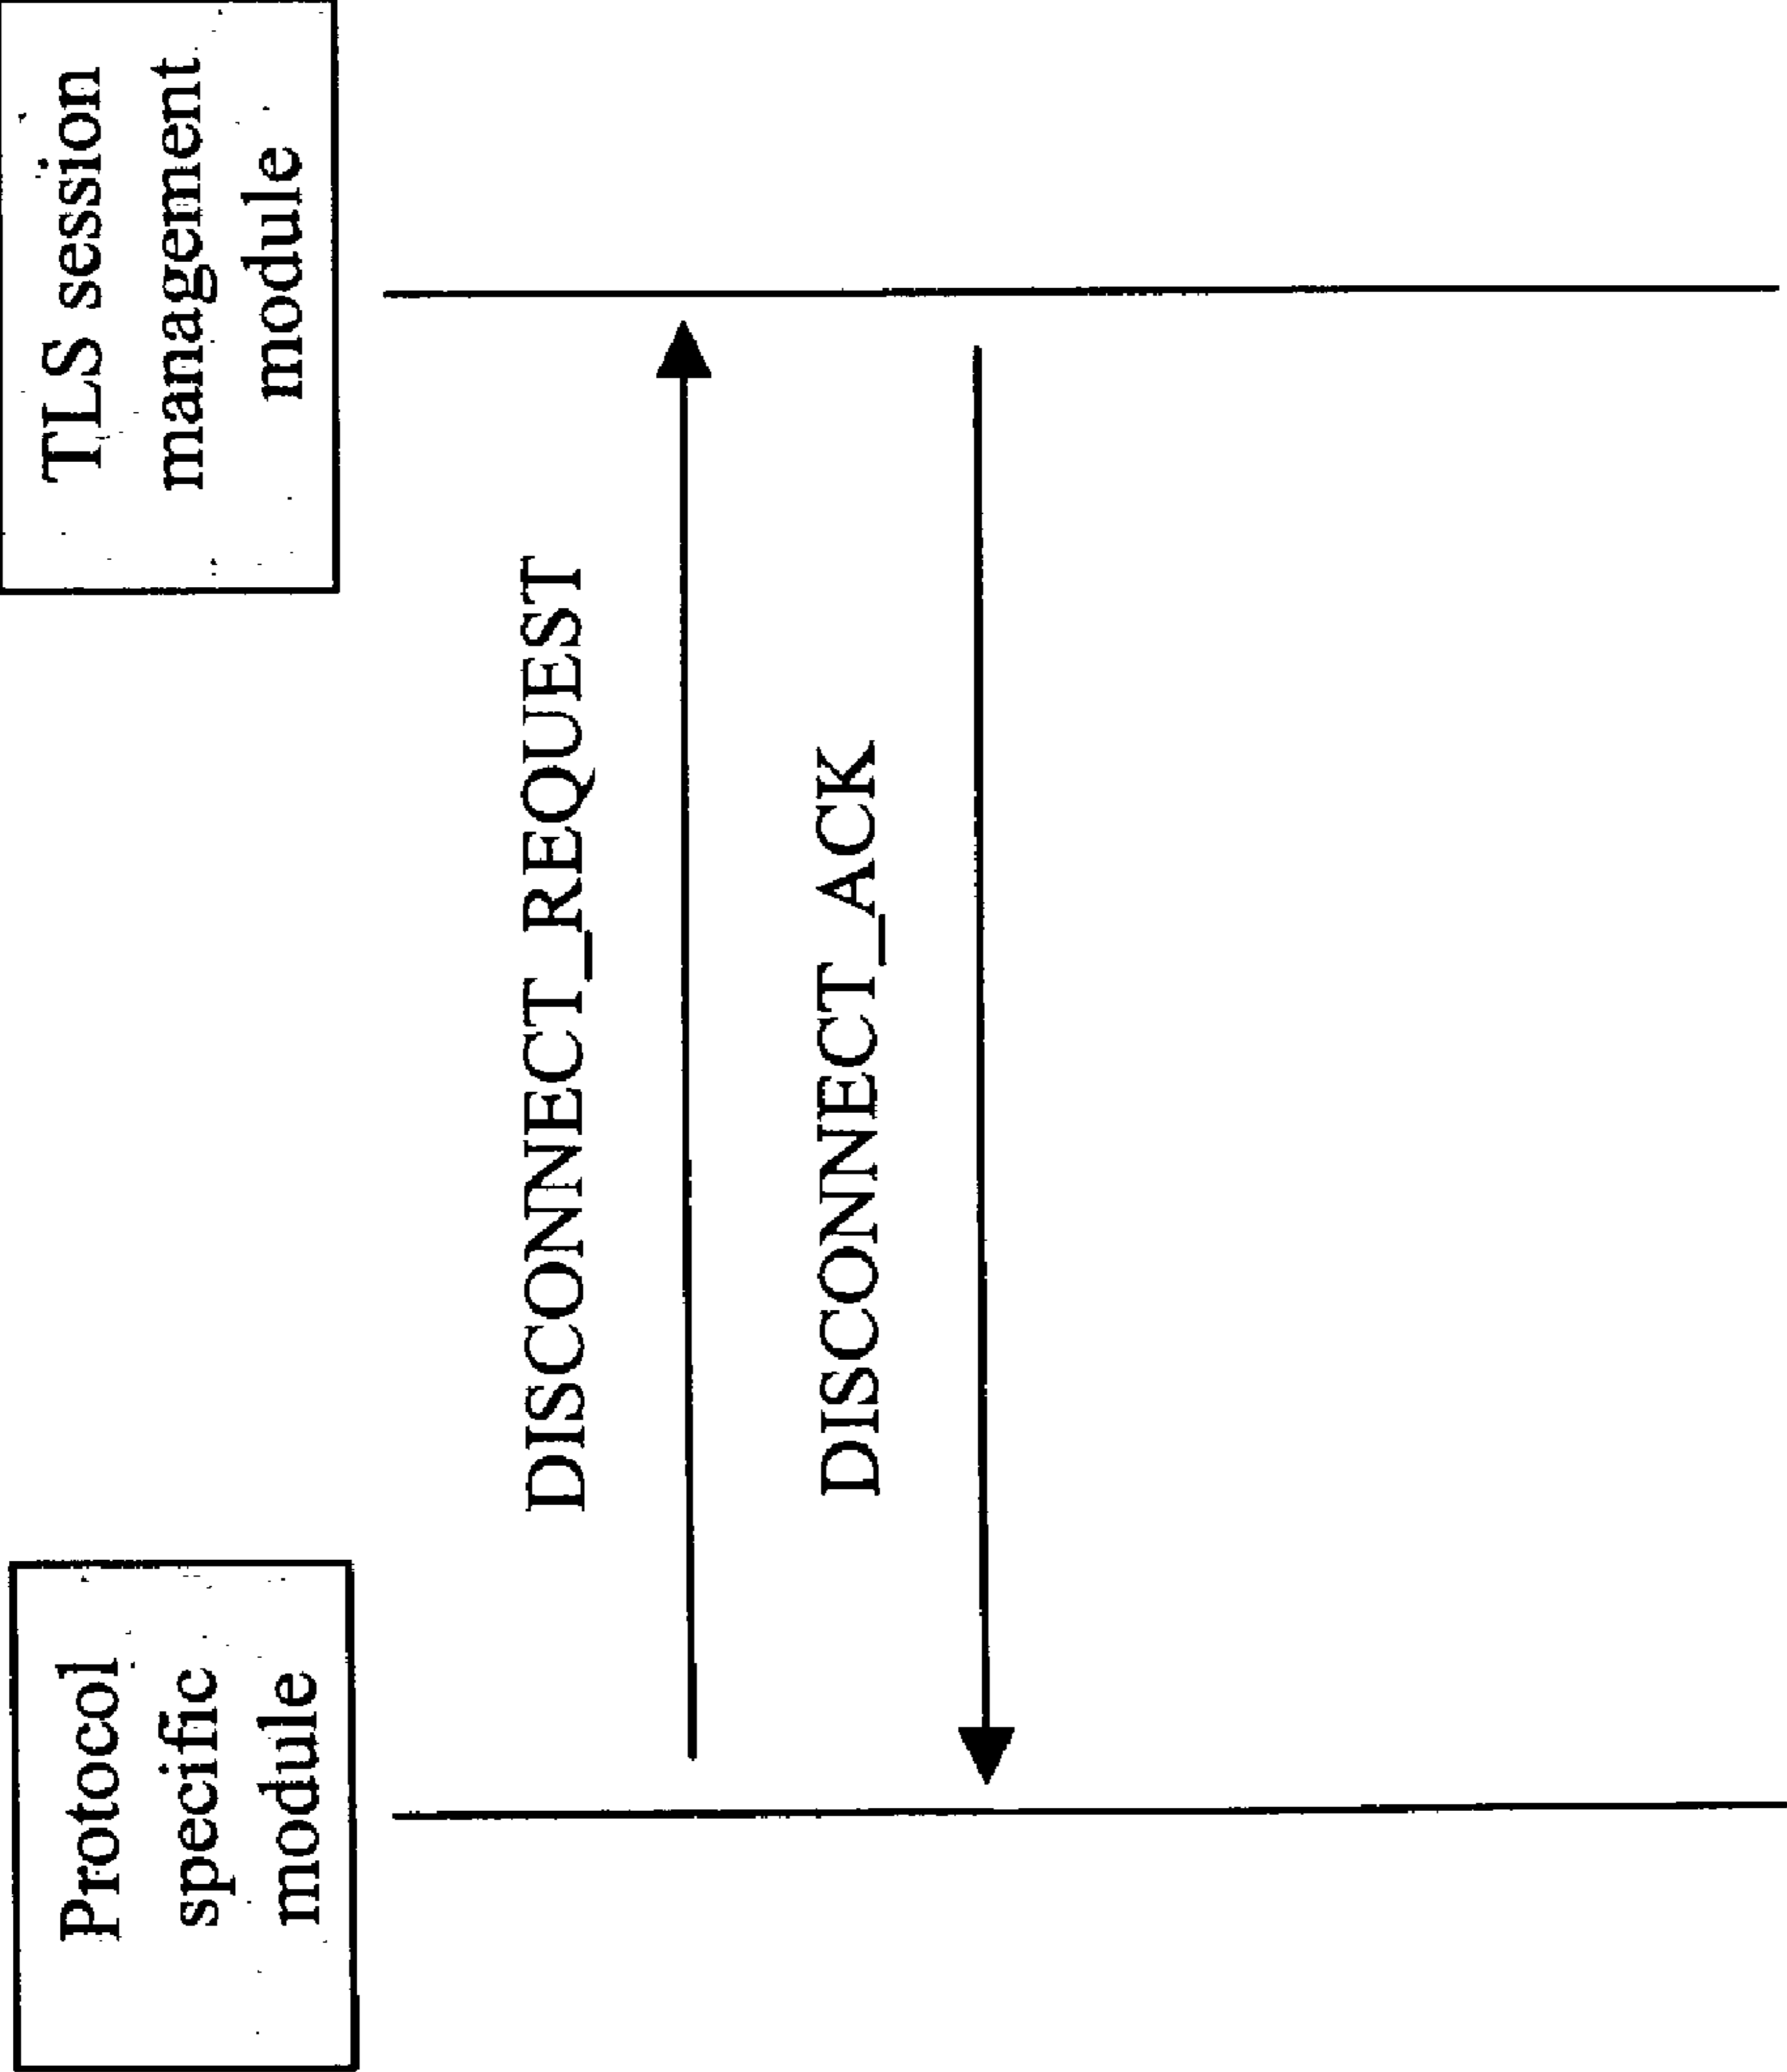 Protocol
specific
module
TLS session
management
module
DISCONNECT_REQUEST
DISCONNECT_ACK